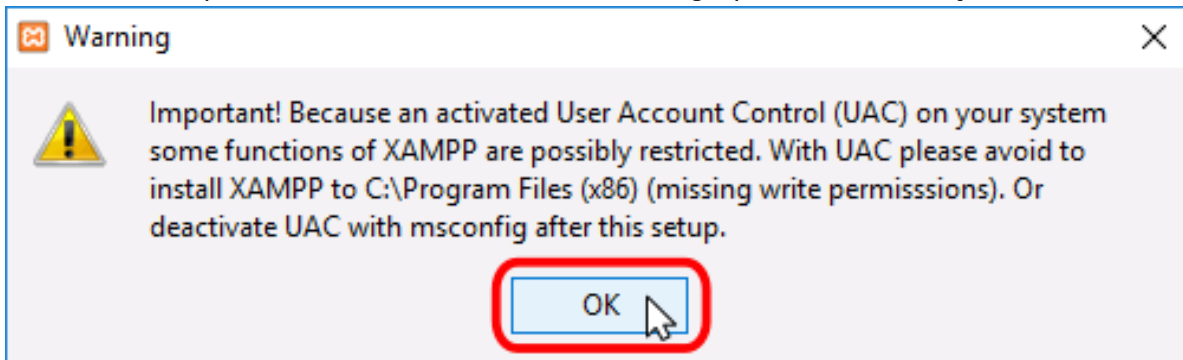 Warning
Important! Because an activated User Account Control (UAC) on your system
some functions of XAMPP are possibly restricted. With UAC please avoid to
install XAMPP to C:\Program Files (x86) (missing write permisssions). Or
deactivate UAC with msconfig after this setup.
OK